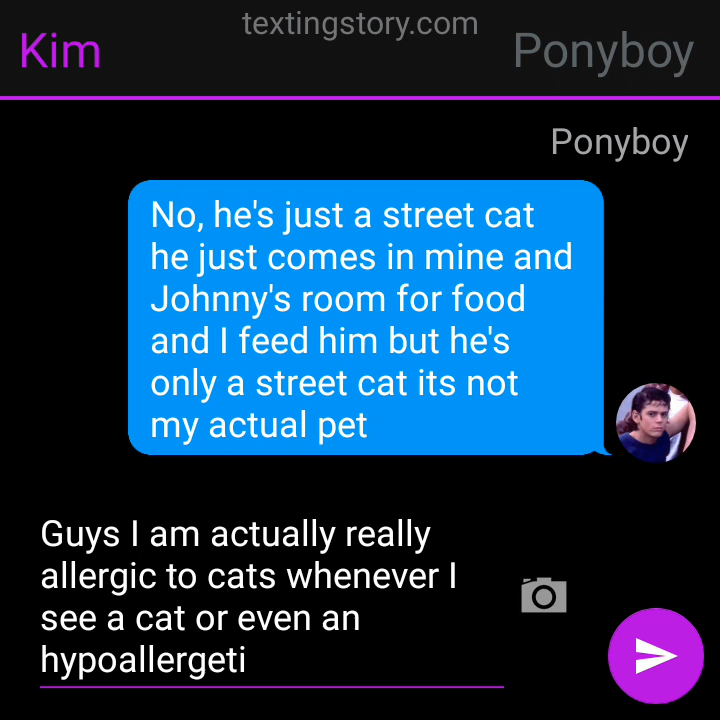 textingstory.com
Kim
Ponyboy
Ponyboy
No, he's just a street cat
he just comes in mine and
Johnny's room for food
and I feed him but he's
only a street cat its not
my actual pet
Guys I am actually really
allergic to cats whenever I
see a cat or even an
hypoallergeti